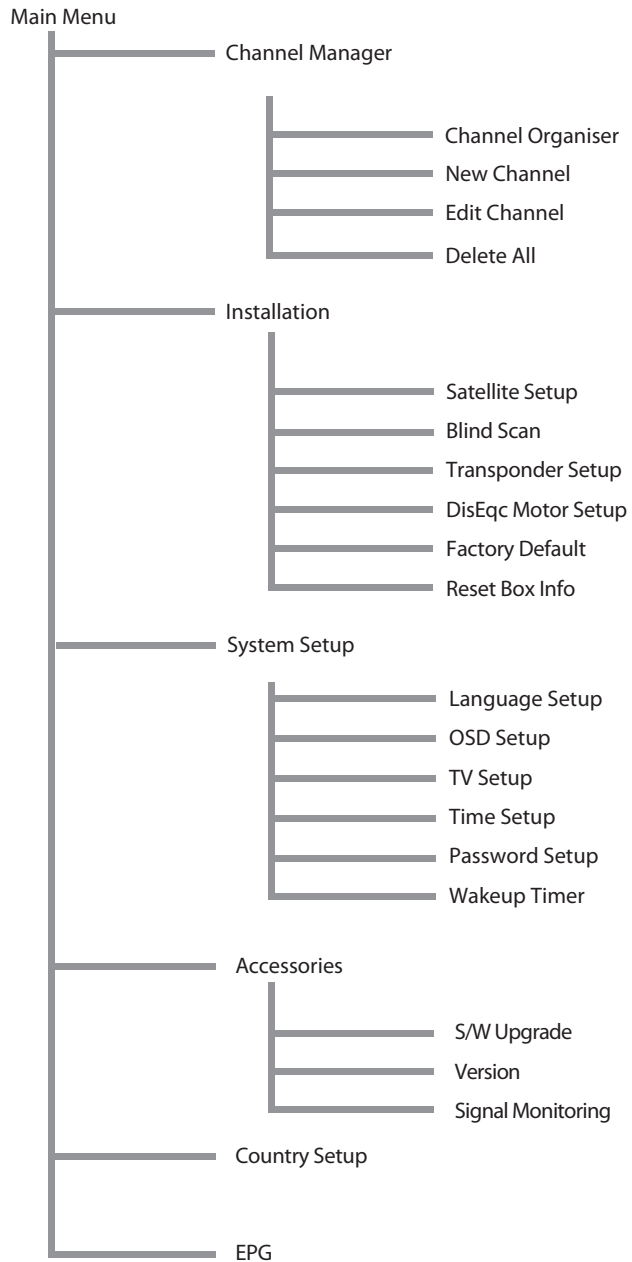 Main Menu
Channel Manager
Channel Organiser
New Channel
Edit Channel
Delete All
Installation
Satellite Setup
Blind Scan
Transponder Setup
DisEqc Motor Setup
Factory Default
Reset Box Info
System Setup
Language Setup
OSD Setup
TV Setup
Time Setup
Password Setup
Wakeup Timer
Accessories
S/W Upgrade
Version
Signal Monitoring
Country Setup
EPG